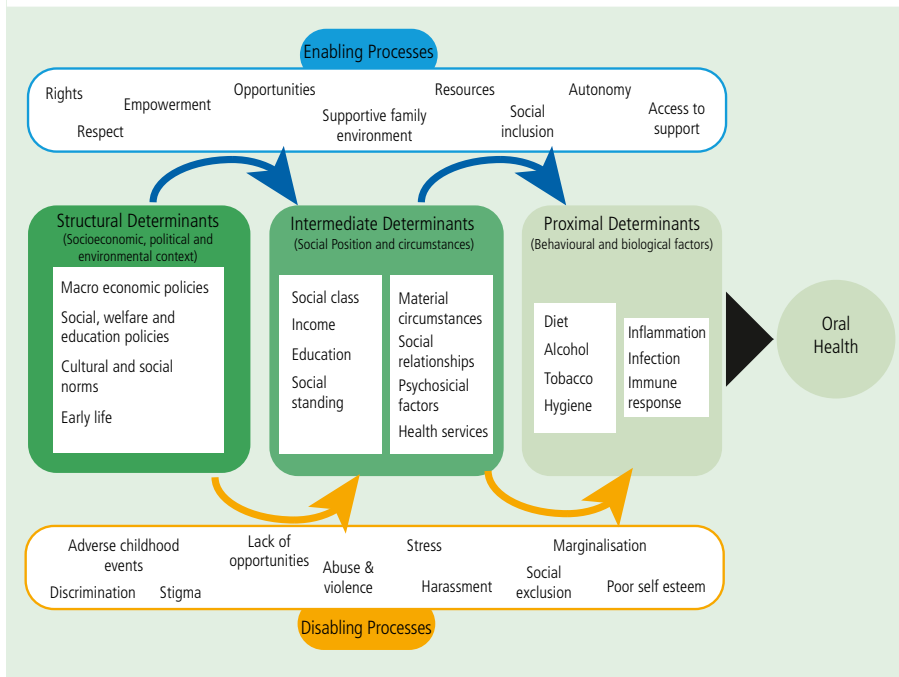 Enabling Processes
Rights
Empowerment
Respect
Opportunities
Supportive family
environment
Resources
Social
inclusion
Autonomy
Access to
support
Structural Determinants
(Socioeconomic, political and
environmental context)
Macro economic policies
Social, welfare and
education policies
Cultural and social
norms
Early life
Intermediate Determinants
(Social Position and circumstances)
Social class
Income
Education
Social
standing
Material
circumstances
Social
relationships
Psychosicial
factors
Health services
Proximal Determinants
(Behavioural and biological factors)
Diet
Alcohol
Tobacco
Hygiene
Inflammation
Infection
Immune
response
Oral
Health
Adverse childhood
events
Discrimination
Stigma
Lack of
opportunities
Abuse &
violence
Stress
Harassment
Marginalisation
Social
exclusion
Poor self esteem
Disabling Processes